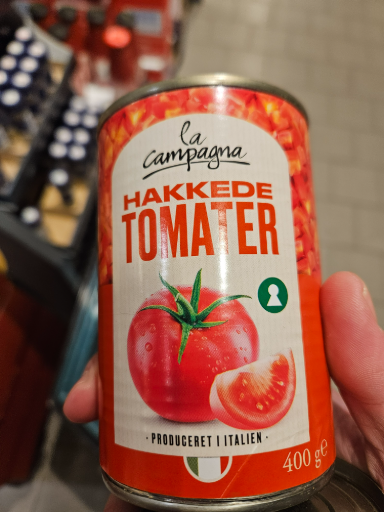 la
campagna
HAKKEDE
TOMATER
· PRODUCERET I ITALIEN ·
400 g ℮